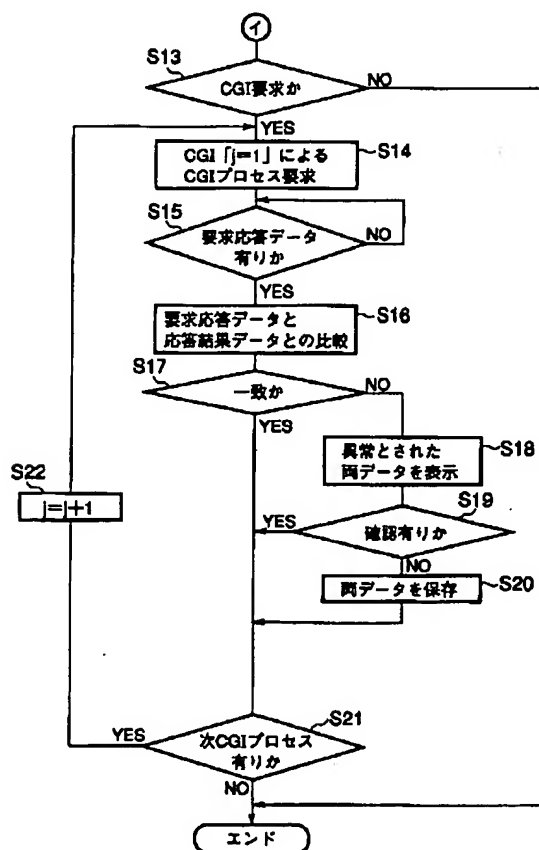 イ
S13
CGI要求か
NO
YES
CGI「j=1」による
CGIプロセス要求
S14
S15
要求応答データ
有りか
NO
YES
要求応答データと
応答結果データとの比較
S16
S17
一致か
NO
YES
異常とされた
両データを表示
S18
S22
j=j+1
S19
確認有りか
YES
NO
両データを保存
S20
S21
次CGIプロセス
有りか
YES
NO
エンド